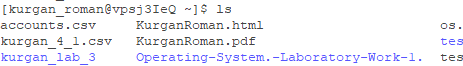 [kurgan_roman@vpsj3IeQ ~]$ ls
accounts.csv KurganRoman.html os.
kurgan_4_1.csv KurganRoman.pdf tes
kurgan_lab_3 Operating-System.-Laboratory-Work-1. tes